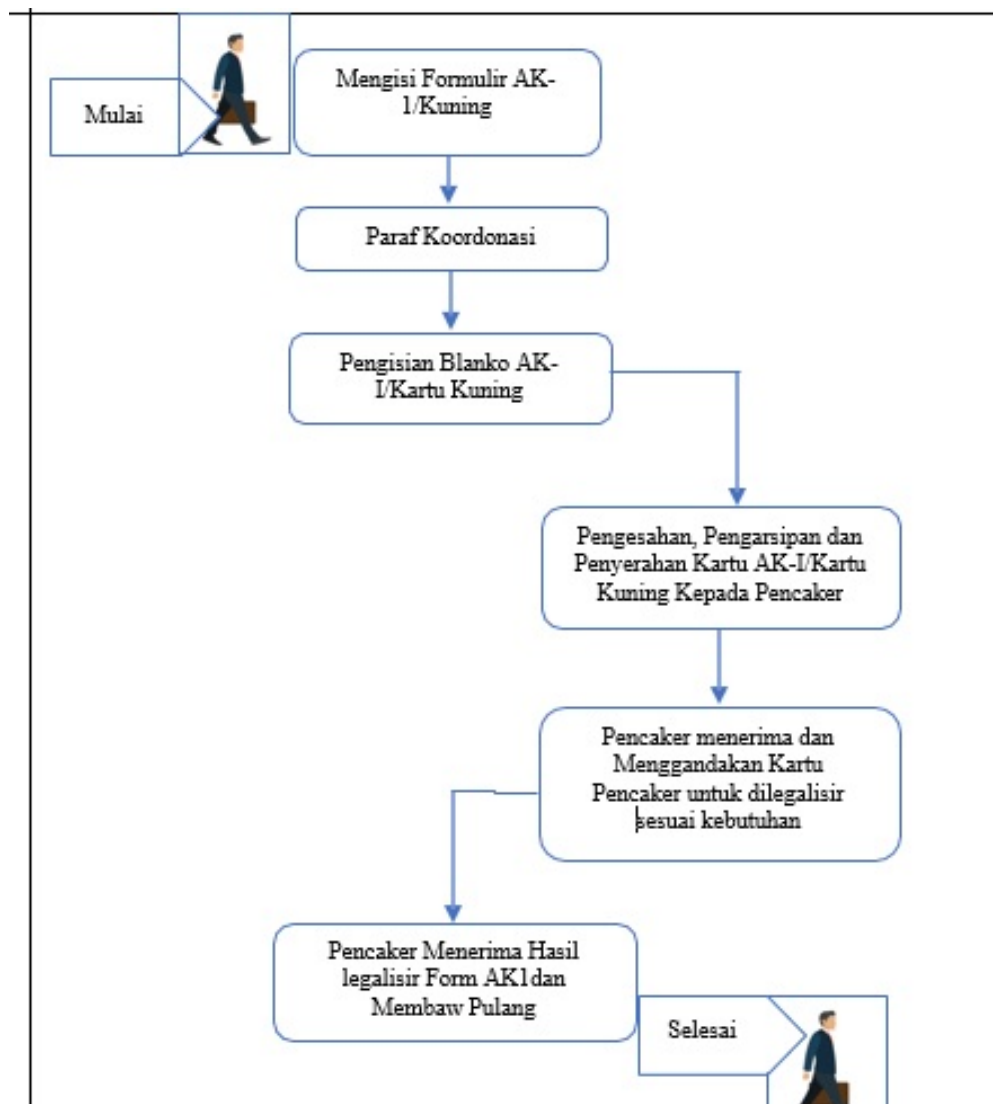 Mulai
Mengisi Formulir AK-
1/Kuning
Paraf Koordonasi
Pengisian Blanko AK-
I/Kartu Kuning
Pengesahan, Pengarsipan dan
Penyerahan Kartu AK-I/Kartu
Kuning Kepada Pencaker
Pencaker menerima dan
Menggandakan Kartu
Pencaker untuk dilegalisir
sesuai kebutuhan
Pencaker Menerima Hasil
legalisir Form AK1dan
Membaw Pulang
Selesai